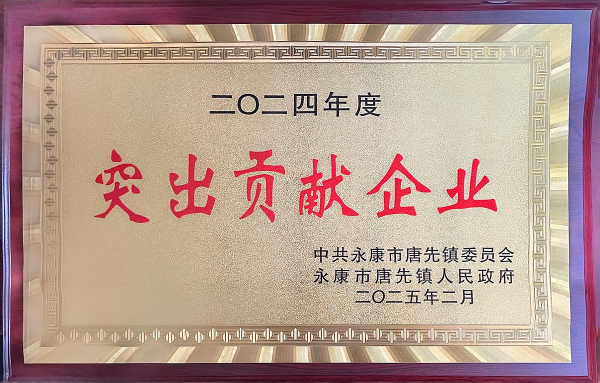 二〇二四年度
突出贡献企业
中共永康市唐先镇委员会
永康市唐先镇人民政府
二〇二五年二月